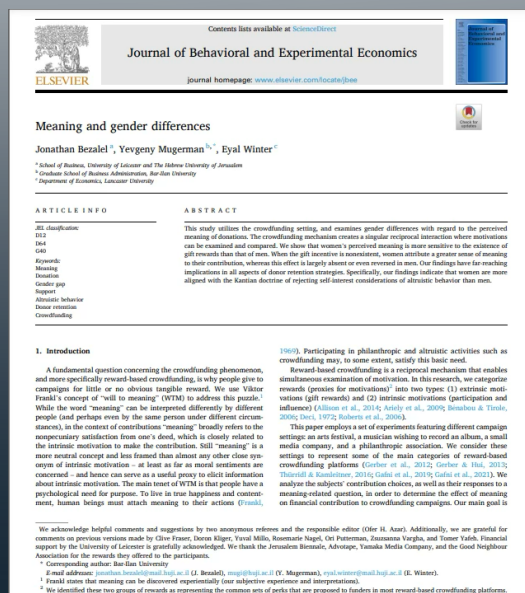 Contents lists available at ScienceDirect
Journal of Behavioral and Experimental Economics
journal homepage: www.elsevier.com/locate/jbee
ELSEVIER
Journal of Behavioral and Experimental Economics
Check for updates
Meaning and gender differences
Jonathan Bezalel a, Yevgeny Mugerman b,*, Eyal Winter c
a School of Business, University of Leicester and The Hebrew University of Jerusalem
b Graduate School of Business Administration, Bar-Ilan University
c Department of Economics, Lancaster University
ARTICLE INFO
JEL classification:
D12
D64
G40
Keywords:
Meaning
Donation
Gender gap
Support
Altruistic behavior
Donor retention
Crowdfunding
ABSTRACT
This study utilizes the crowdfunding setting, and examines gender differences with regard to the perceived
meaning of donations. The crowdfunding mechanism creates a singular reciprocal interaction where motivations
can be examined and compared. We show that women's perceived meaning is more sensitive to the existence of
gift rewards than that of men. When the gift incentive is nonexistent, women attribute a greater sense of meaning
to their contribution, whereas this effect is largely absent or even reversed in men. Our findings have far-reaching
implications in all aspects of donor retention strategies. Specifically, our findings indicate that women are more
aligned with the Kantian doctrine of rejecting self-interest considerations of altruistic behavior than men.
1. Introduction
A fundamental question concerning the crowdfunding phenomenon,
and more specifically reward-based crowdfunding, is why people give to
campaigns for little or no obvious tangible reward. We use Viktor
Frankl's concept of "will to meaning" (WTM) to address this puzzle.1
While the word "meaning" can be interpreted differently by different
people (and perhaps even by the same person under different circum-
stances), in the context of contributions "meaning" broadly refers to the
nonpecuniary satisfaction from one's deed, which is closely related to
the intrinsic motivation to make the contribution. Still "meaning" is a
more neutral concept and less framed than almost any other close syn-
onym of intrinsic motivation – at least as far as moral sentiments are
concerned – and hence can serve as a useful proxy to elicit information
about intrinsic motivation. The main tenet of WTM is that people have a
psychological need for purpose. To live in true happiness and content-
ment, human beings must attach meaning to their actions (Frankl,
1969). Participating in philanthropic and altruistic activities such as
crowdfunding may, to some extent, satisfy this basic need.
Reward-based crowdfunding is a reciprocal mechanism that enables
simultaneous examination of motivation. In this research, we categorize
rewards (proxies for motivations)2 into two types: (1) extrinsic moti-
vations (gift rewards) and (2) intrinsic motivations (participation and
influence) (Allison et al., 2014; Ariely et al., 2009; Bénabou & Tirole,
2006; Deci, 1972; Roberts et al., 2006).
This paper employs a set of experiments featuring different campaign
settings: an arts festival, a musician wishing to record an album, a small
media company, and a philanthropic association. We consider these
settings to represent some of the main categories of reward-based
crowdfunding platforms (Gerber et al., 2012; Gerber & Hui, 2013;
Thürridl & Kamleitner, 2016; Gafni et al., 2019; Gafni et al., 2021). We
analyze the subjects' contribution choices, as well as their responses to a
meaning-related question, in order to determine the effect of meaning
on financial contribution to crowdfunding campaigns. Our main goal is
We acknowledge helpful comments and suggestions by two anonymous referees and the responsible editor (Ofer H. Azar). Additionally, we are grateful for
comments on previous versions made by Clive Fraser, Doron Kliger, Yuval Millo, Rosemarie Nagel, Ori Putterman, Zsuzsanna Vargha, and Tomer Yafeh. Financial
support by the University of Leicester is gratefully acknowledged. We thank the Jerusalem Biennale, Advotape, Yamaka Media Company, and the Good Neighbour
Association for the rewards they offered to the participants.
* Corresponding author: Bar-Ilan University
E-mail addresses: jonathan.bezalel@mail.huji.ac.il (J. Bezalel), mugi@huji.ac.il (Y. Mugerman), eyal.winter@mail.huji.ac.il (E. Winter).
1 Frankl states that meaning can be discovered experientially (our subjective experience and interpretations).
2 We identified these two groups of rewards as representing the common sets of perks that are proposed to funders in most reward-based crowdfunding platforms.